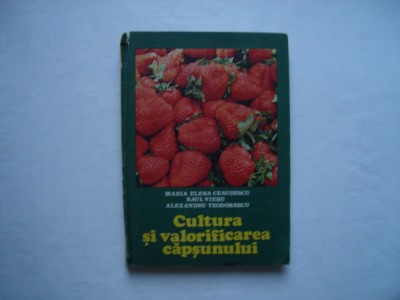 MARIA ELENA CEAUȘESCU
RAUL VIERU
ALEXANDRU TEODORESCU
Cultura
și valorificarea
căpșunului